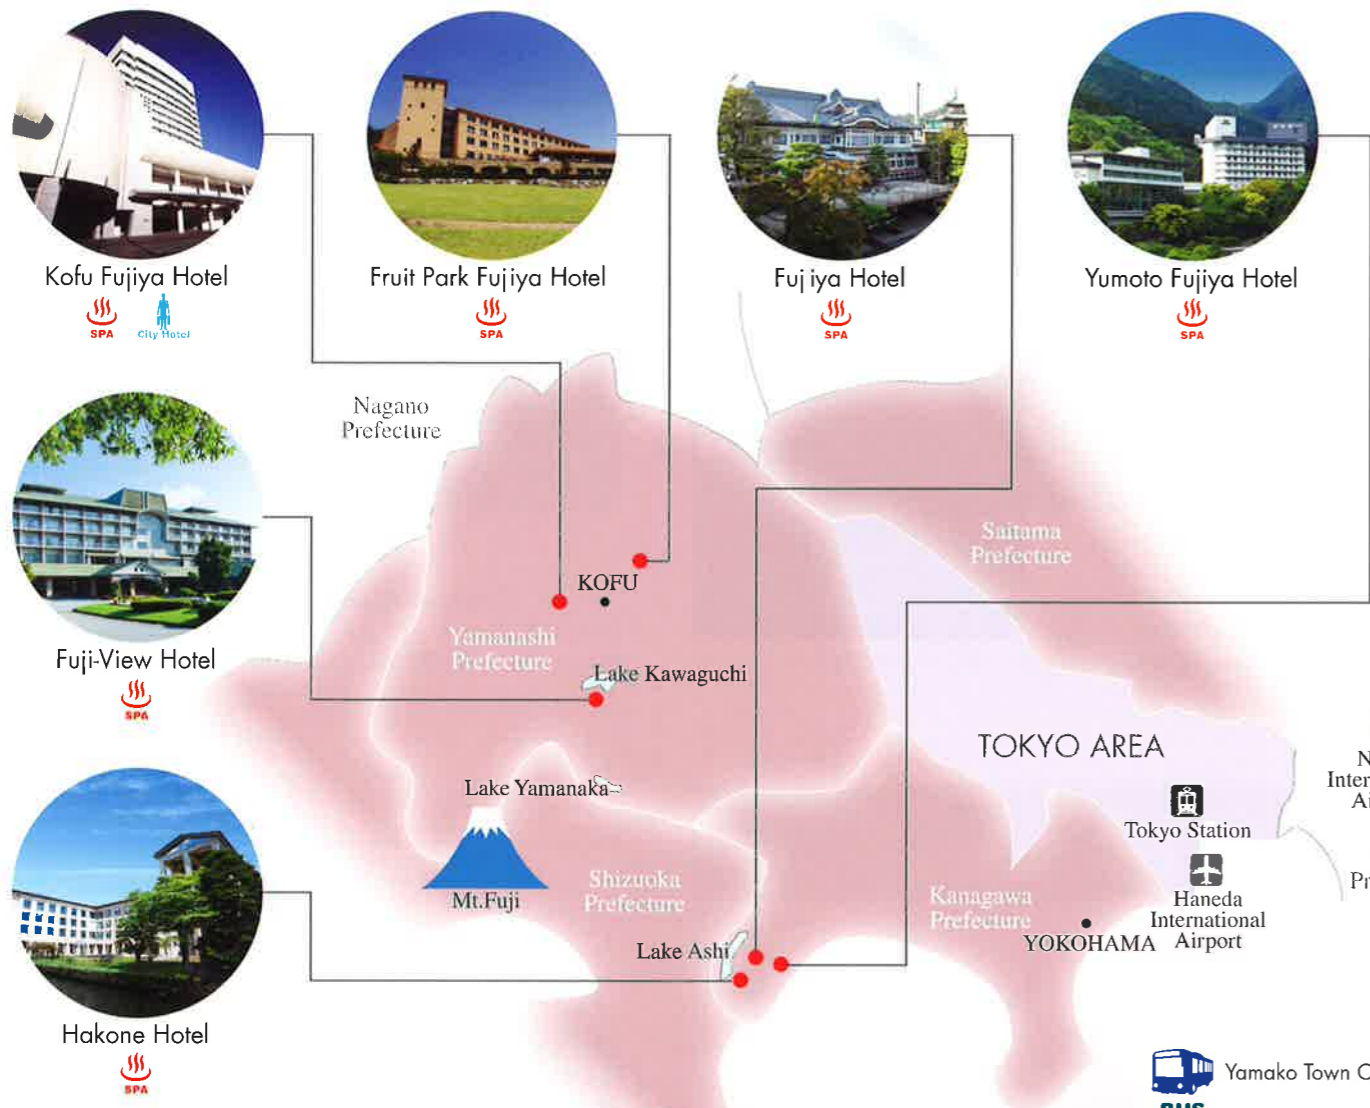 Kofu Fujiya Hotel
SPA
City Hotel
Fruit Park Fujiya Hotel
SPA
Fujiya Hotel
SPA
Yumoto Fujiya Hotel
SPA
Nagano
Prefecture
Saitama
Prefecture
KOFU
Yamanashi
Prefecture
Fuji-View Hotel
SPA
Lake Kawaguchi
TOKYO AREA
Lake Yamanaka
Tokyo Station
Mt.Fuji
Shizuoka
Prefecture
Kanagawa
Prefecture
Haneda
International
Airport
YOKOHAMA
Lake Ashi
Hakone Hotel
SPA
Yamako Town